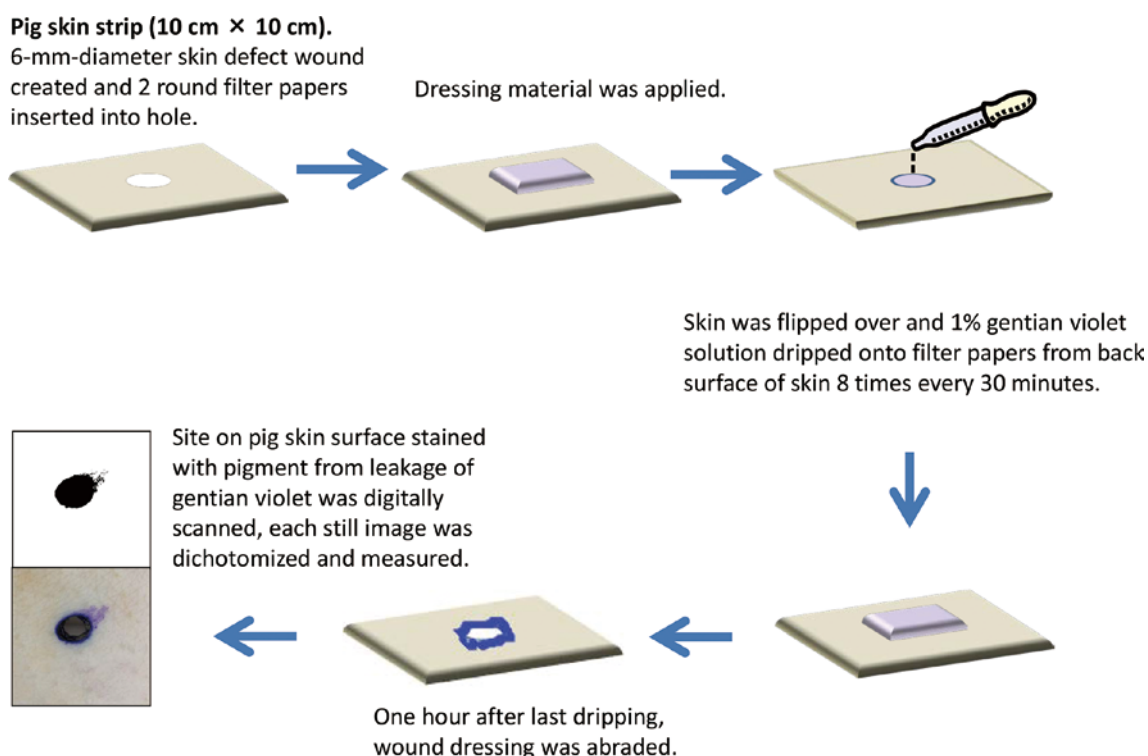 Pig skin strip (10 cm × 10 cm).
6-mm-diameter skin defect wound
created and 2 round filter papers
inserted into hole.
Dressing material was applied.
Skin was flipped over and 1% gentian violet
solution dripped onto filter papers from back
surface of skin 8 times every 30 minutes.
Site on pig skin surface stained
with pigment from leakage of
gentian violet was digitally
scanned, each still image was
dichotomized and measured.
One hour after last dripping,
wound dressing was abraded.